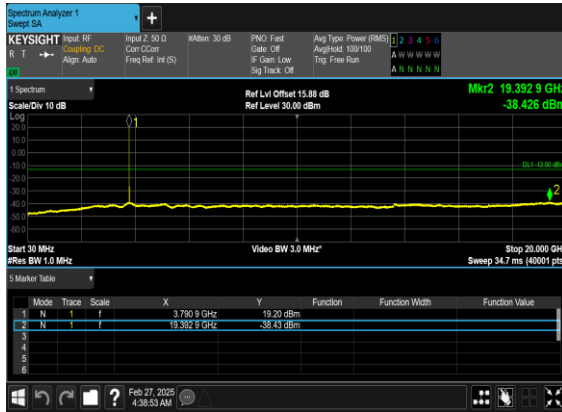 Spectrum Analyzer 1
Swept SA
+
KEYSIGHT Input: RF Input Z: 50 Ω #Atten: 30 dB PNO: Fast Avg Type: Power (RMS) 1 2 3 4 5 6
R T Coupling: DC Corr CCorr Gate: Off Avg|Hold: 100/100 A W W W W W
Align: Auto Freq Ref: Int (S) IF Gain: Low Trig: Free Run
Sig Track: Off A N N N N N
LXI
1 Spectrum Ref Lvl Offset 15.88 dB Mkr2 19.392 9 GHz
Scale/Div 10 dB Ref Level 30.00 dBm -38.426 dBm
Log
1
20.0
10.0
0.00
-10.0
DL1 -13.00 dBm
-20.0
-30.0
2
-40.0
-50.0
-60.0
Start 30 MHz Video BW 3.0 MHz* Stop 20.000 GH
#Res BW 1.0 MHz Sweep 34.7 ms (40001 pts
5 Marker Table
Mode Trace Scale X Y Function Function Width Function Value
1 N 1 f 3.790 9 GHz 19.20 dBm
2 N 1 f 19.392 9 GHz -38.43 dBm
3
4
5
6
? Feb 27, 2025
4:38:53 AM